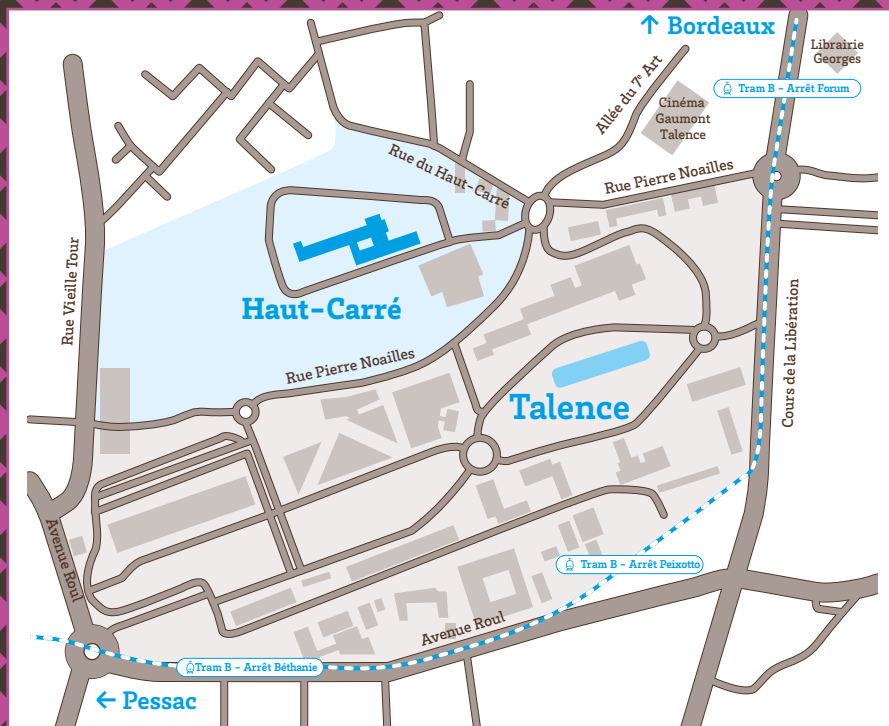 ↑ Bordeaux
Librairie
Georges
Tram B - Arrêt Forum
Allée du 7e Art
Cinéma
Gaumont
Talence
Rue du Haut-Carré
Rue Pierre Noailles
Rue Vieille Tour
Haut-Carré
Cours de la Libération
Rue Pierre Noailles
Talence
Avenue Roul
Tram B - Arrêt Peixotto
Avenue Roul
Tram B - Arrêt Béthanie
← Pessac